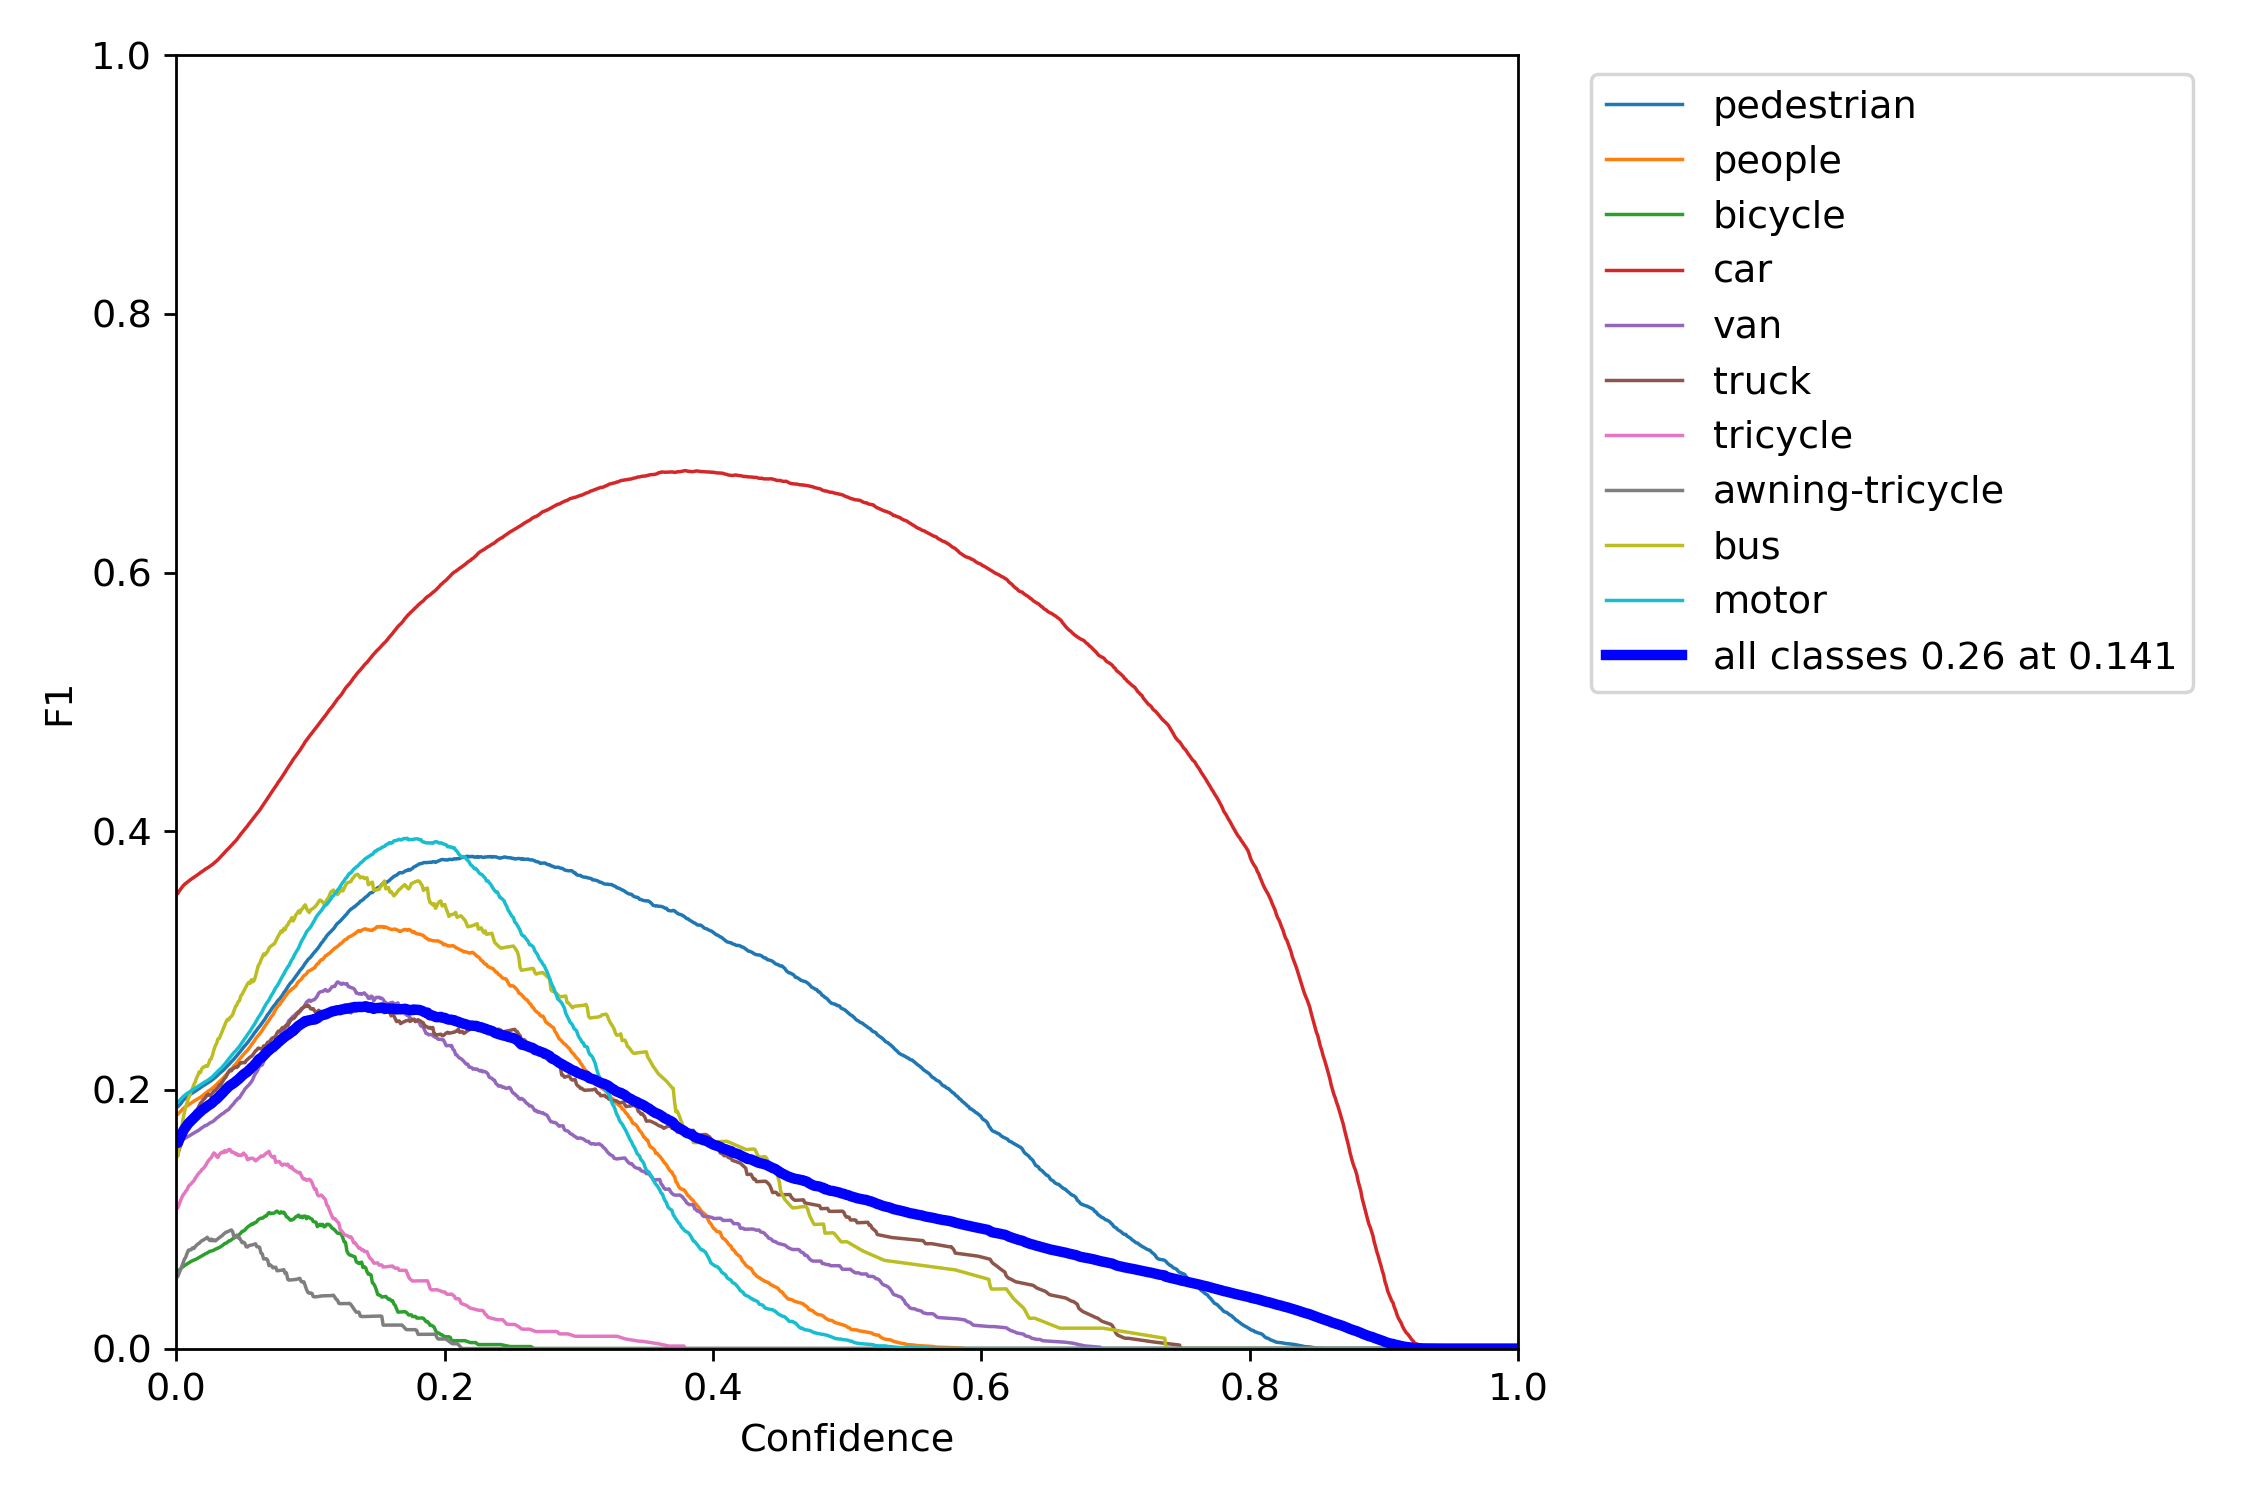 1.0
0.8
0.6
0.4
0.2
0.0
F1
0.0 0.2 0.4 0.6 0.8 1.0
Confidence
pedestrian
people
bicycle
car
van
truck
tricycle
awning-tricycle
bus
motor
all classes 0.26 at 0.141